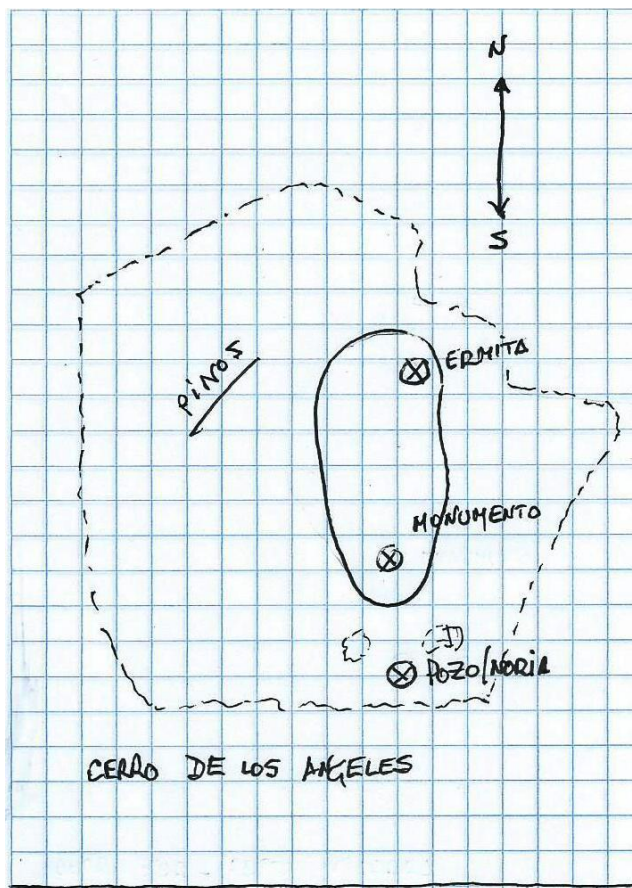 N
S
PINOS
ERMITA
MONUMENTO
POZO/NORIA
CERRO DE LOS ANGELES